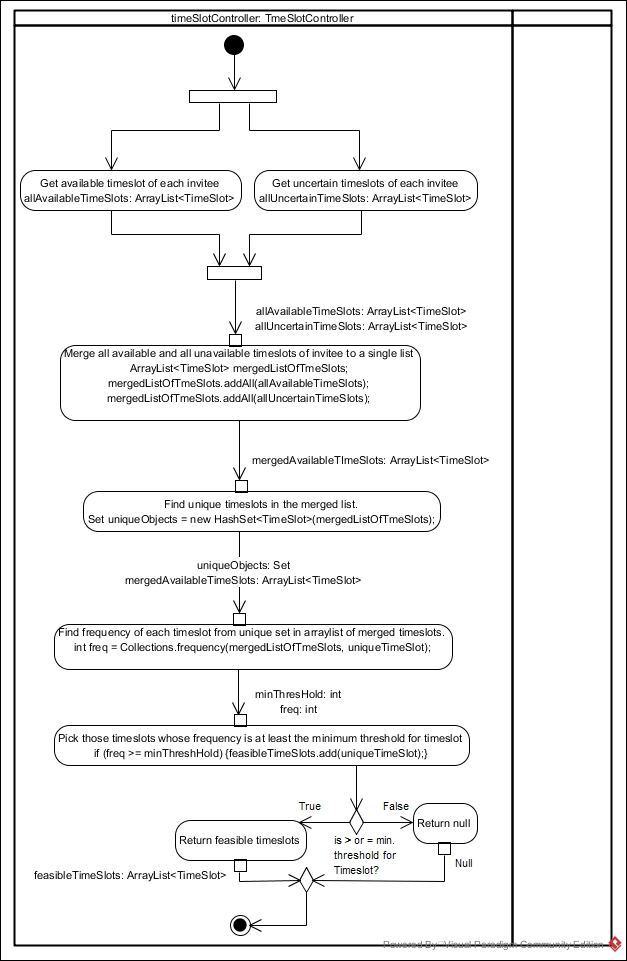 timeSlotController: TmeSlotController
Get available timeslot of each invitee
allAvailableTimeSlots: ArrayList<TimeSlot>
Get uncertain timeslots of each invitee
allUncertainTimeSlots: ArrayList<TimeSlot>
allAvailableTimeSlots: ArrayList<TimeSlot>
allUncertainTimeSlots: ArrayList<TimeSlot>
Merge all available and all unavailable timeslots of invitee to a single list
ArrayList<TimeSlot> mergedListOfTmeSlots;
mergedListOfTmeSlots.addAll(allAvailableTimeSlots);
mergedListOfTmeSlots.addAll(allUncertainTimeSlots);
mergedAvailableTImeSlots: ArrayList<TimeSlot>
Find unique timeslots in the merged list.
Set uniqueObjects = new HashSet<TimeSlot>(mergedListOfTmeSlots);
uniqueObjects: Set
mergedAvailableTimeSlots: ArrayList<TimeSlot>
Find frequency of each timeslot from unique set in arraylist of merged timeslots.
int freq = Collections.frequency(mergedListOfTmeSlots, uniqueTimeSlot);
minThresHold: int
freq: int
Pick those timeslots whose frequency is at least the minimum threshold for timeslot
if (freq >= minThreshHold) {feasibleTimeSlots.add(uniqueTimeSlot);}
True
False
Return feasible timeslots
is > or = min.
threshold for
Timeslot?
Return null
Null
feasibleTimeSlots: ArrayList<TimeSlot>
Powered By Visual Paradigm Community Edition